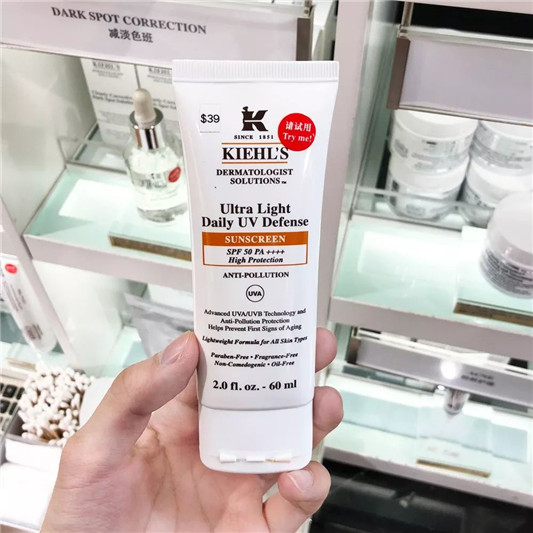 DARK SPOT CORRECTION
减淡色斑
$39
K
SINCE 1851
请试用
Try me!
KIEHL'S
DERMATOLOGIST
SOLUTIONS™
Ultra Light
Daily UV Defense
SUNSCREEN
SPF 50 PA ++++
High Protection
ANTI-POLLUTION
UVA
Advanced UVA/UVB Technology and
Anti-Pollution Protection
Helps Prevent First Signs of Aging
Lightweight Formula for All Skin Types
Paraben-Free • Fragrance-Free
Non-Comedogenic • Oil-Free
2.0 fl. oz. - 60 ml
KIEHL'S